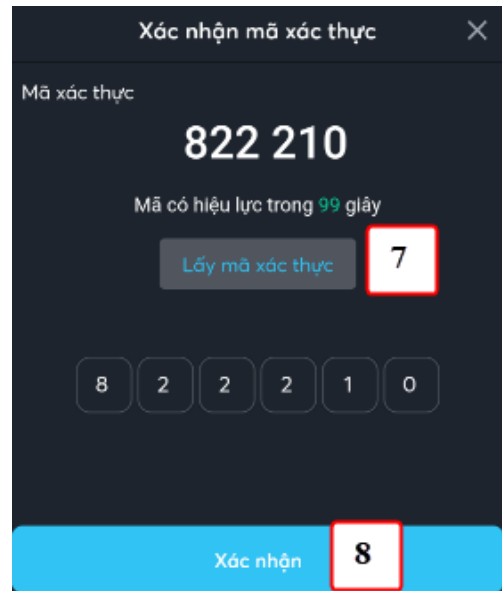 Xác nhận mã xác thực
Mã xác thực
822 210
Mã có hiệu lực trong 99 giây
Lấy mã xác thực
7
8 2 2 2 1 0
Xác nhận
8